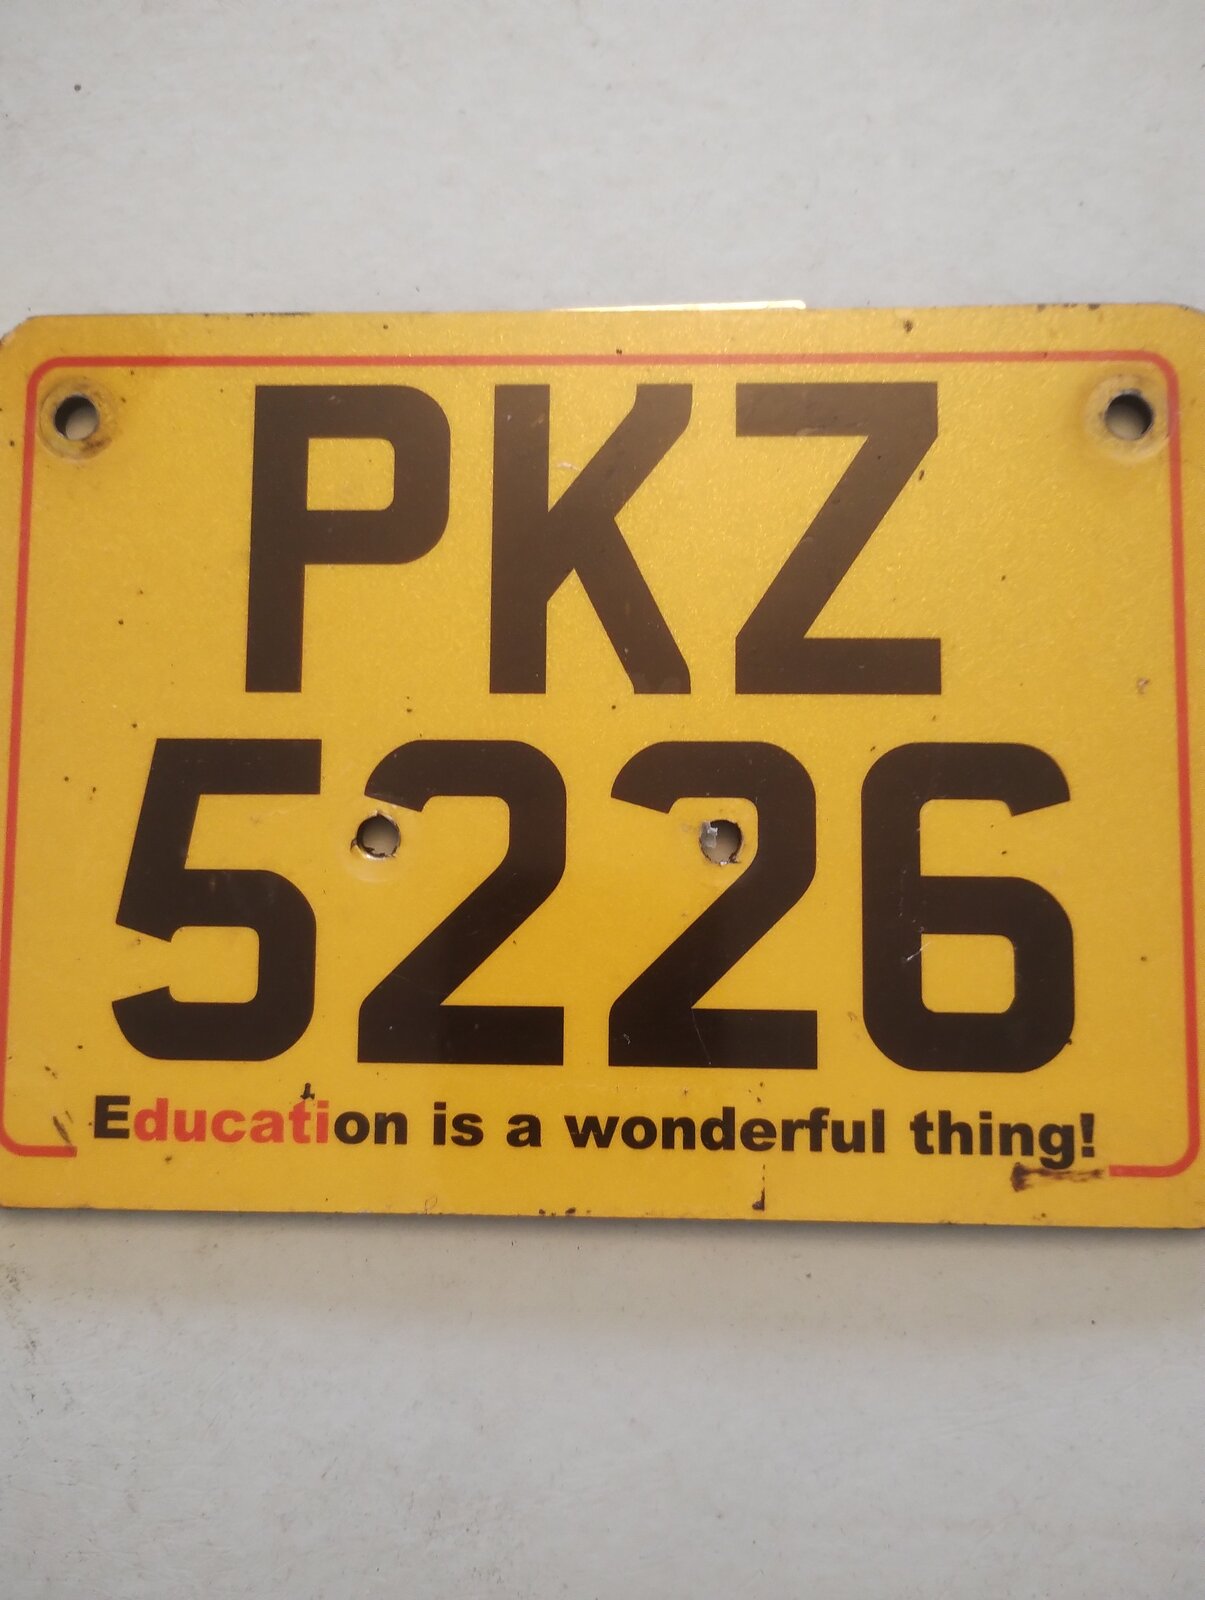 PKZ
5226
Education is a wonderful thing!